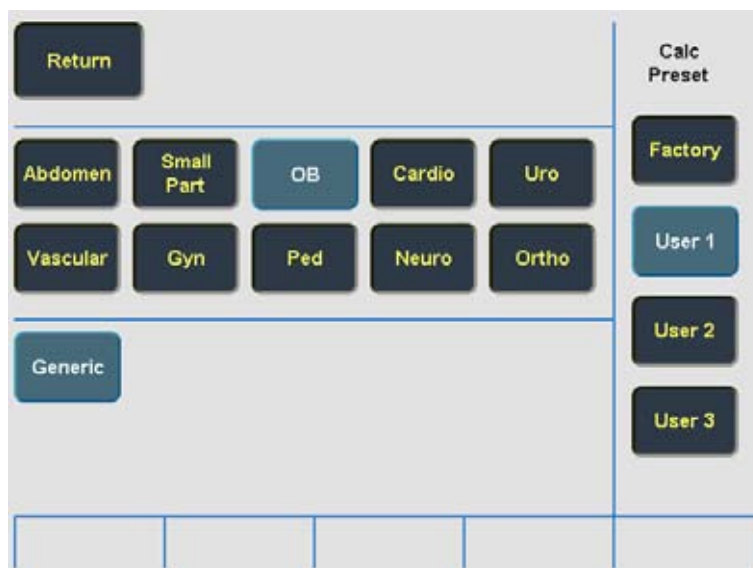 Return
Calc
Preset
Abdomen
Small
Part
OB
Cardio
Uro
Vascular
Gyn
Ped
Neuro
Ortho
Generic
Factory
User 1
User 2
User 3